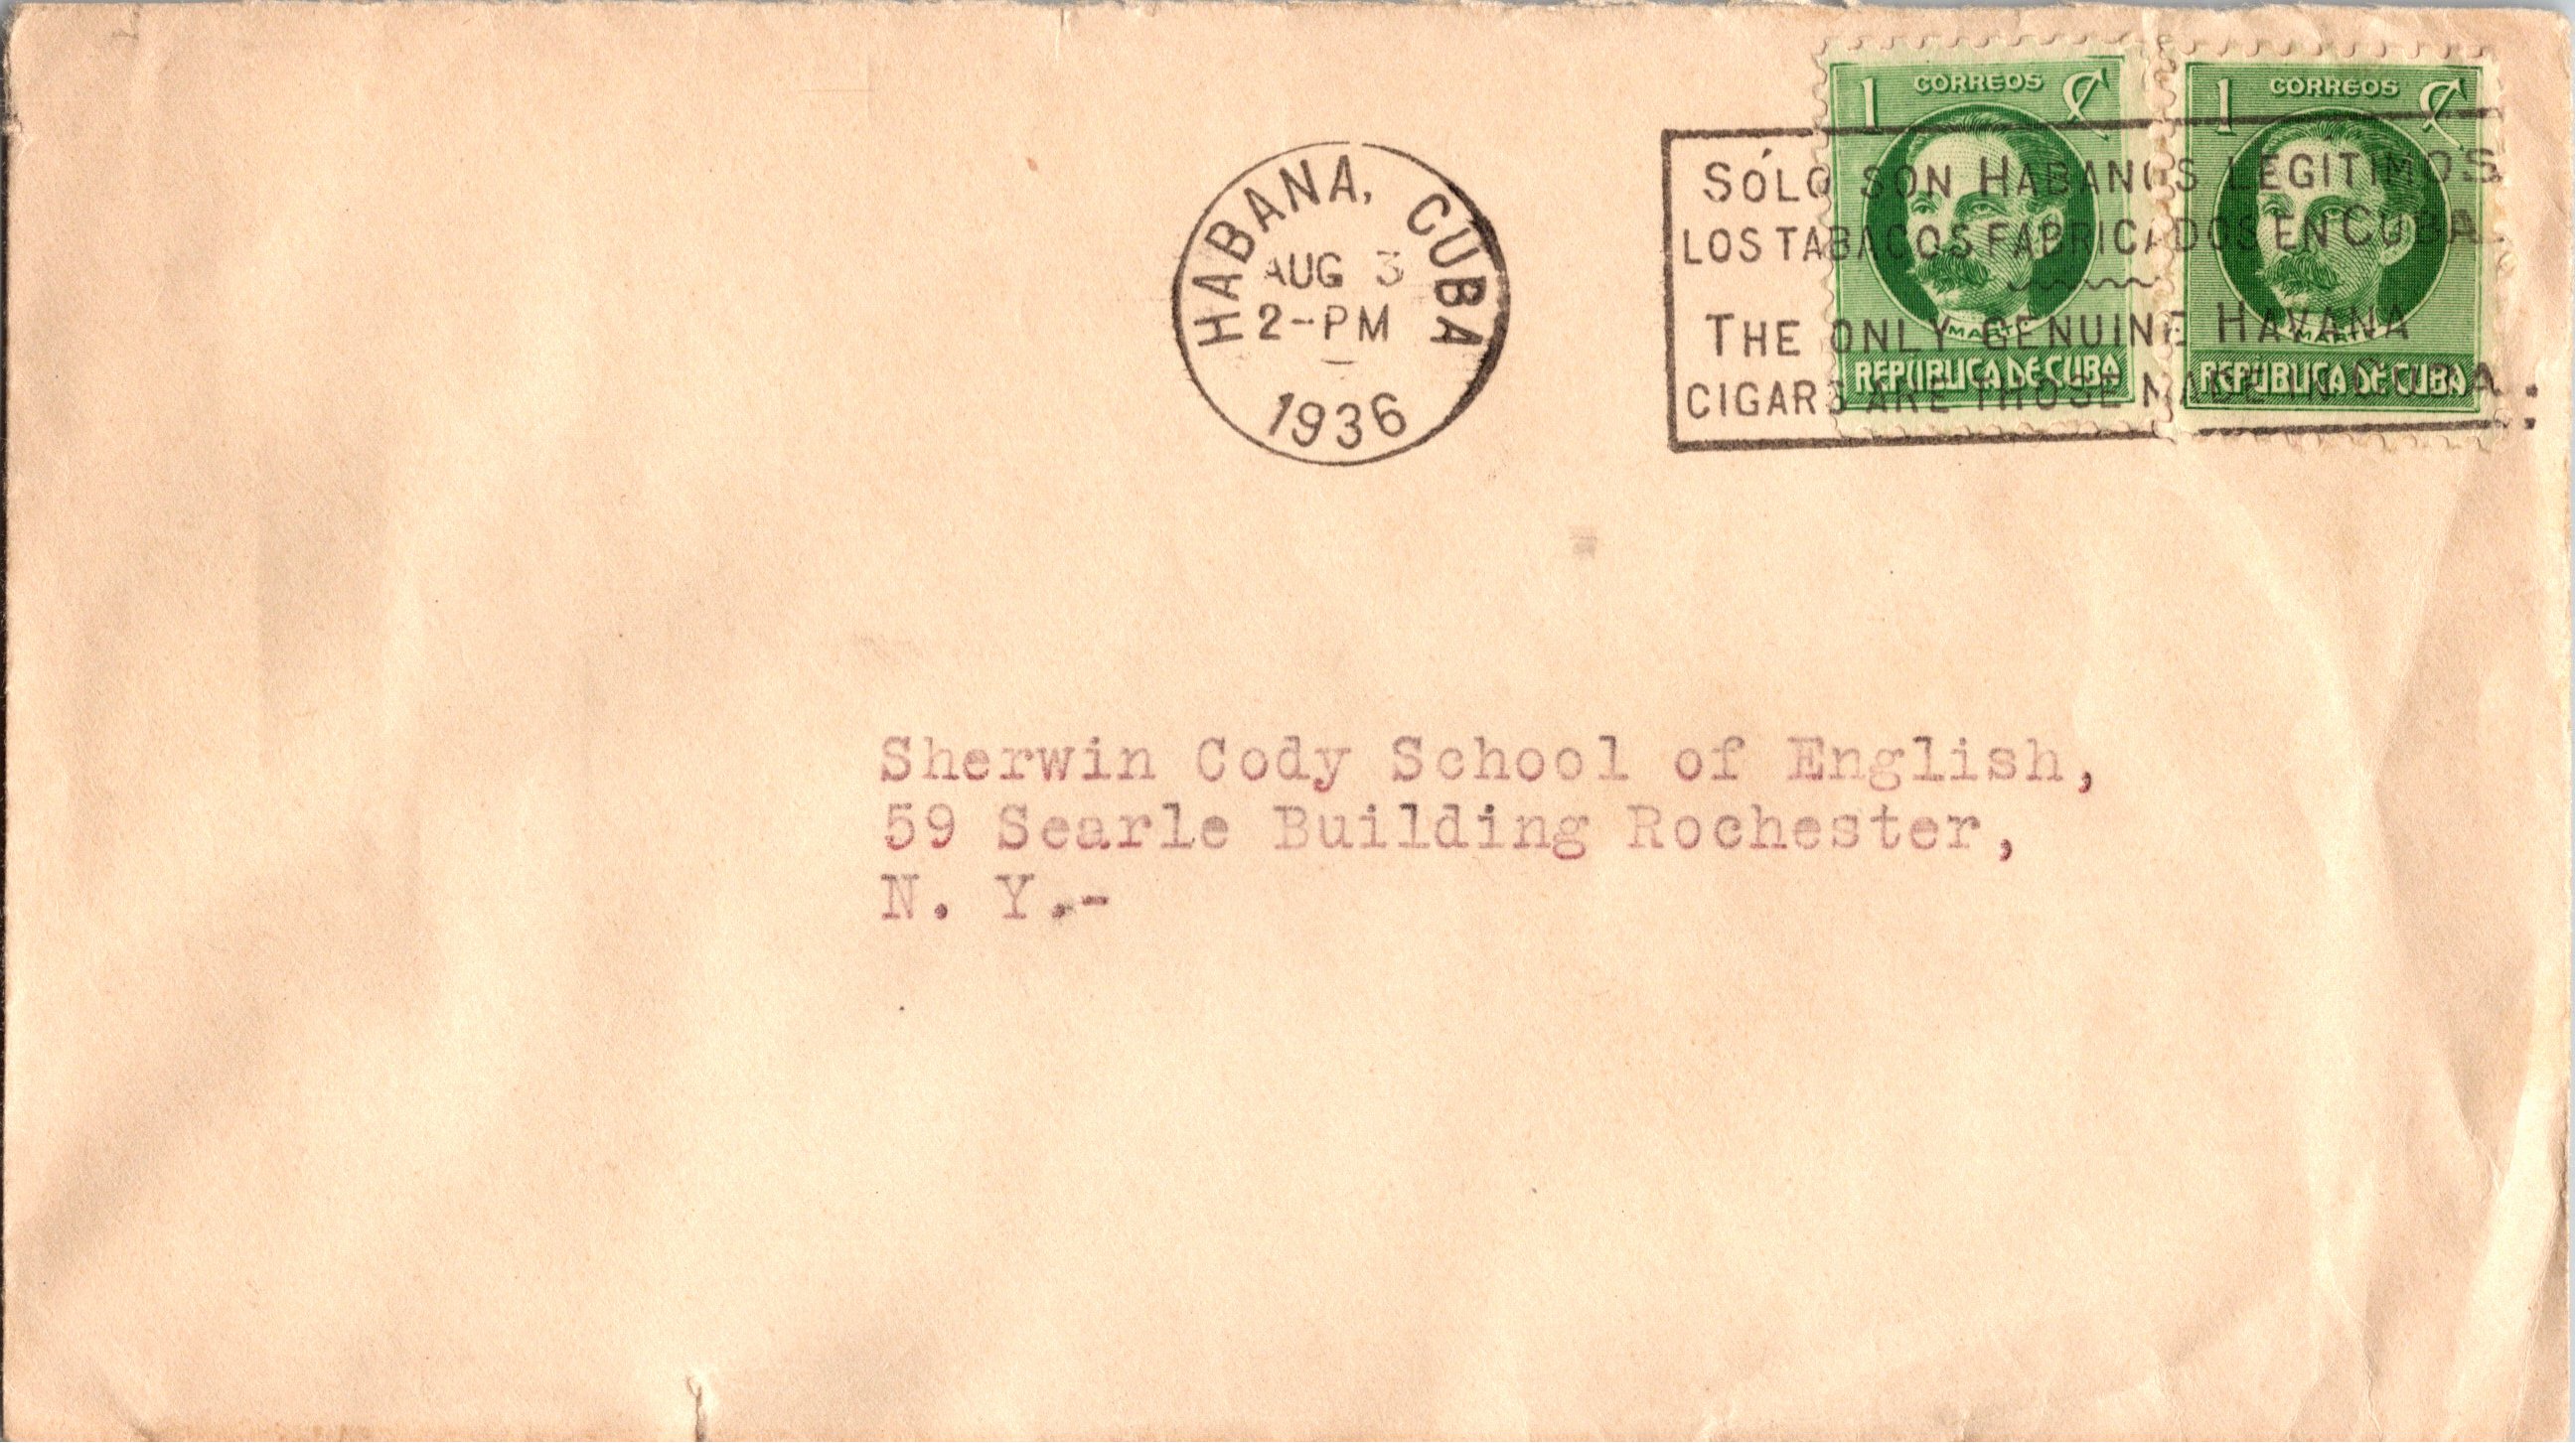 HABANA, CUBA
AUG 3
2-PM
1936
1 CORREOS ¢
MARTI
REPUBLICA DE CUBA
1 CORREOS ¢
MARTI
REPUBLICA DE CUBA
SÓLO SON HABANOS LEGÍTIMOS
LOS TABACOS FABRICADOS EN CUBA
THE ONLY GENUINE HAVANA
CIGARS ARE THOSE MADE IN CUBA
Sherwin Cody School of English,
59 Searle Building Rochester,
N. Y.-